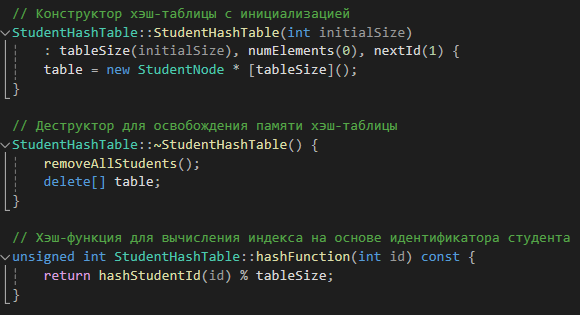 // Конструктор хэш-таблицы с инициализацией
StudentHashTable::StudentHashTable(int initialSize)
    : tableSize(initialSize), numElements(0), nextId(1) {
    table = new StudentNode * [tableSize]();
}

// Деструктор для освобождения памяти хэш-таблицы
StudentHashTable::~StudentHashTable() {
    removeAllStudents();
    delete[] table;
}

// Хэш-функция для вычисления индекса на основе идентификатора студента
unsigned int StudentHashTable::hashFunction(int id) const {
    return hashStudentId(id) % tableSize;
}